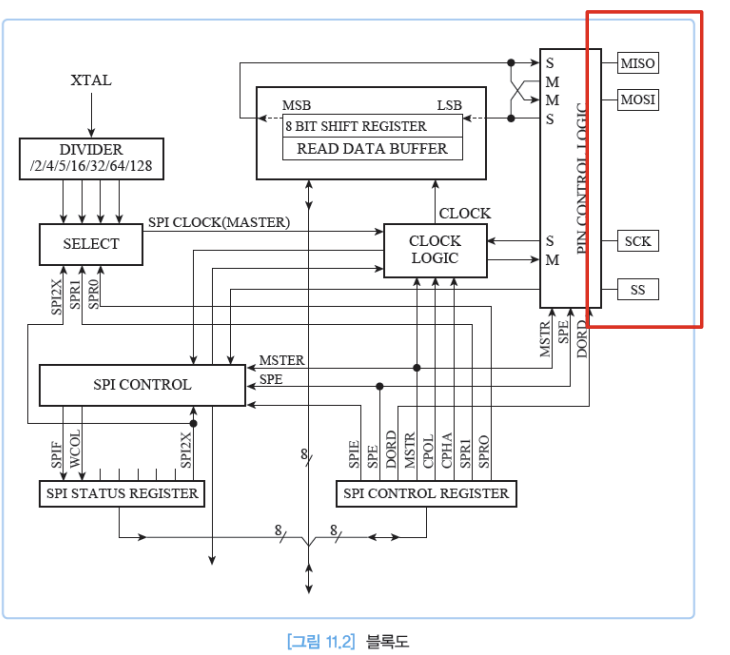 XTAL
DIVIDER
/2/4/5/16/32/64/128
SELECT
SPI CLOCK(MASTER)
SPI2X
SPR1
SPR0
MSB
LSB
8 BIT SHIFT REGISTER
READ DATA BUFFER
CLOCK
CLOCK
LOGIC
S
M
M
S
S
M
PIN CONTROL LOGIC
MISO
MOSI
SCK
SS
MSTR
SPE
DORD
MSTER
SPE
SPI CONTROL
SPIF
WCOL
SPI2X
SPI STATUS REGISTER
8
SPIE
SPE
DORD
MSTR
CPOL
CPHA
SPR1
SPRO
SPI CONTROL REGISTER
8
8
[그림 11.2] 블록도